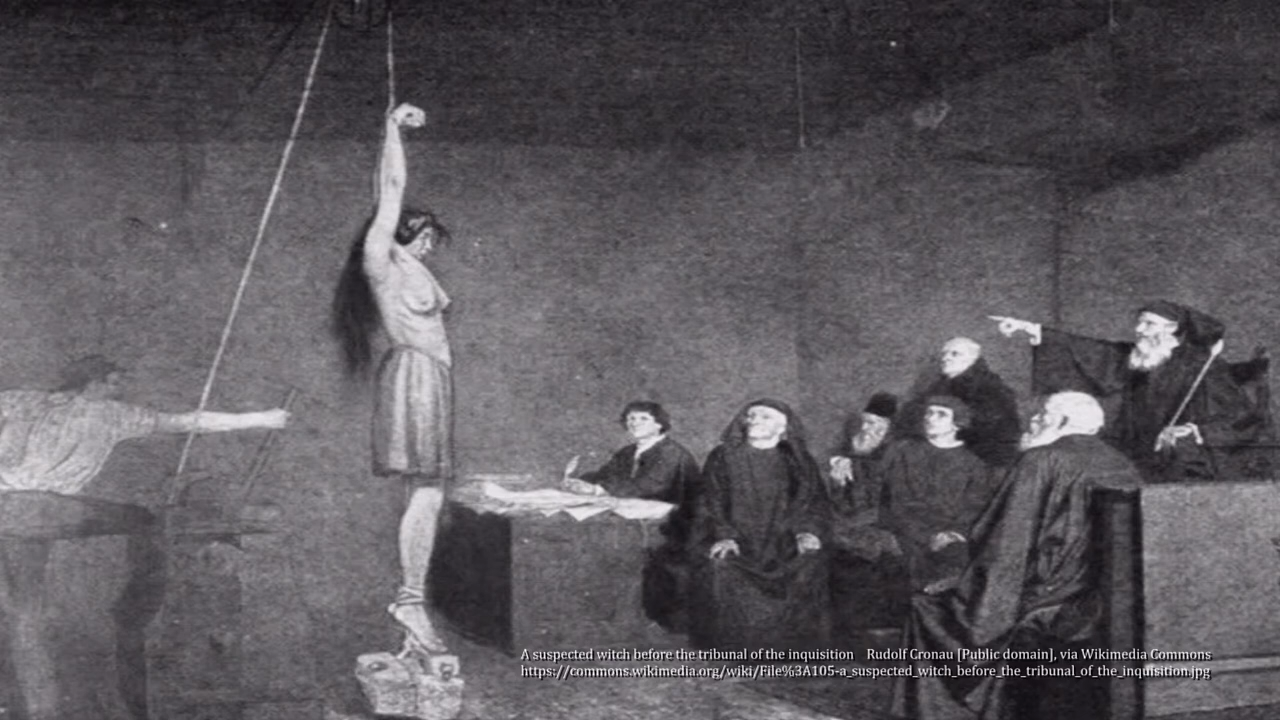 A suspected witch before the tribunal of the inquisition Rudolf Cronau [Public domain], via Wikimedia Commons
https://commons.wikimedia.org/wiki/File%3A105-a_suspected_witch_before_the_tribunal_of_the_inquisition.jpg